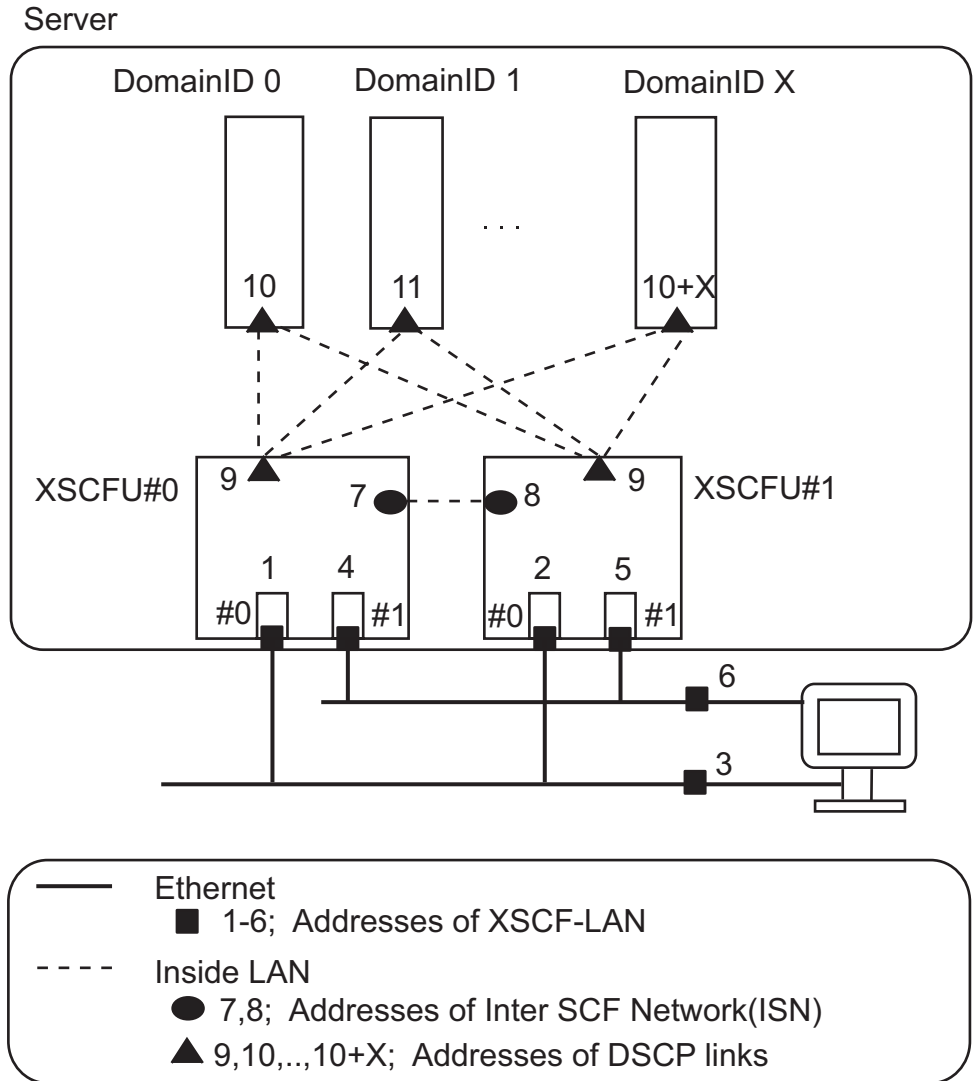 Server
DomainID 0 DomainID 1 DomainID X
. . .
10 11 10+X
XSCFU#0 9 7 8 9 XSCFU#1
1 4 2 5
#0 #1 #0 #1
6
3
Ethernet
1-6; Addresses of XSCF-LAN
Inside LAN
7,8; Addresses of Inter SCF Network(ISN)
9,10,..,10+X; Addresses of DSCP links